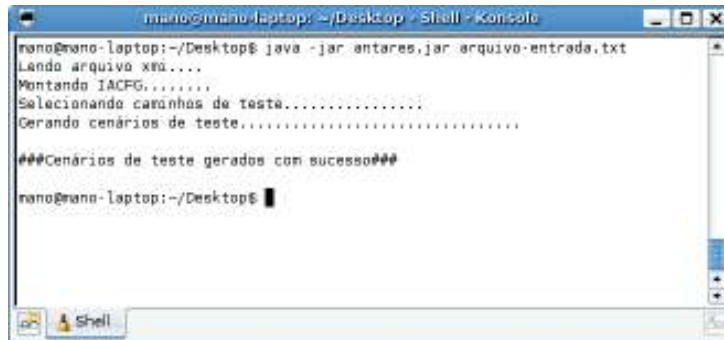 mano@mano-laptop: ~/Desktop - Shell - Konsole
mano@mano-laptop:~/Desktop$ java -jar antares.jar arquivo-entrada.txt
Lendo arquivo xmi....
Montando IACFG........
Selecionando caminhos de teste................
Gerando cenários de teste................................
###Cenários de teste gerados com sucesso###
mano@mano-laptop:~/Desktop$
Shell